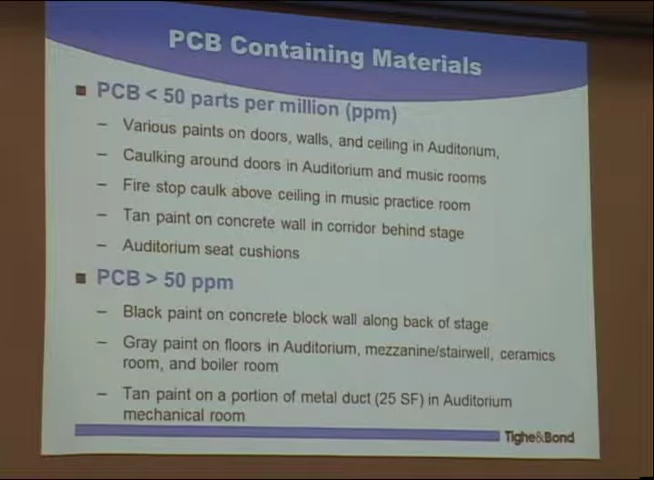 PCB Containing Materials
■ PCB < 50 parts per million (ppm)
– Various paints on doors, walls, and ceiling in Auditorium,
– Caulking around doors in Auditorium and music rooms
– Fire stop caulk above ceiling in music practice room
– Tan paint on concrete wall in corridor behind stage
– Auditorium seat cushions
■ PCB > 50 ppm
– Black paint on concrete block wall along back of stage
– Gray paint on floors in Auditorium, mezzanine/stairwell, ceramics
room, and boiler room
– Tan paint on a portion of metal duct (25 SF) in Auditorium
mechanical room
Tighe&Bond